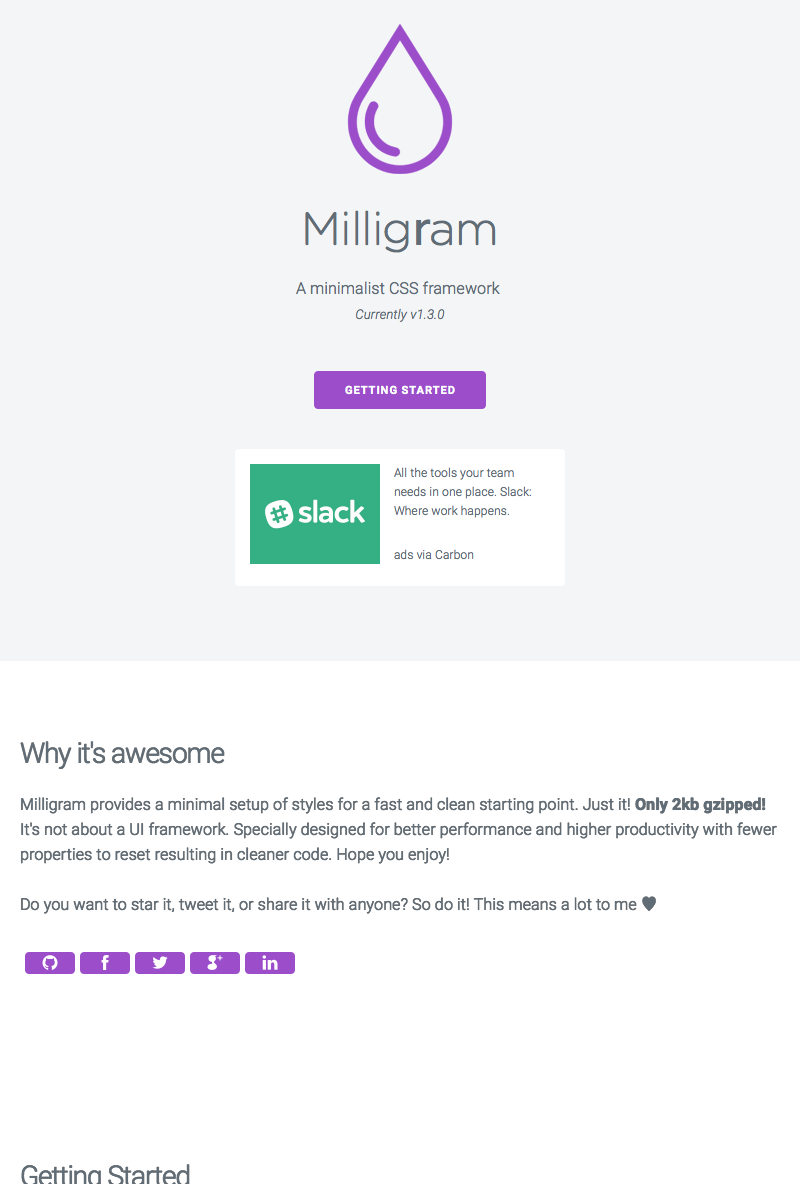 Milligram
A minimalist CSS framework
Currently v1.3.0
GETTING STARTED
slack
All the tools your team
needs in one place. Slack:
Where work happens.
ads via Carbon
Why it's awesome
Milligram provides a minimal setup of styles for a fast and clean starting point. Just it! Only 2kb gzipped!
It's not about a UI framework. Specially designed for better performance and higher productivity with fewer
properties to reset resulting in cleaner code. Hope you enjoy!
Do you want to star it, tweet it, or share it with anyone? So do it! This means a lot to me ♥
Getting Started